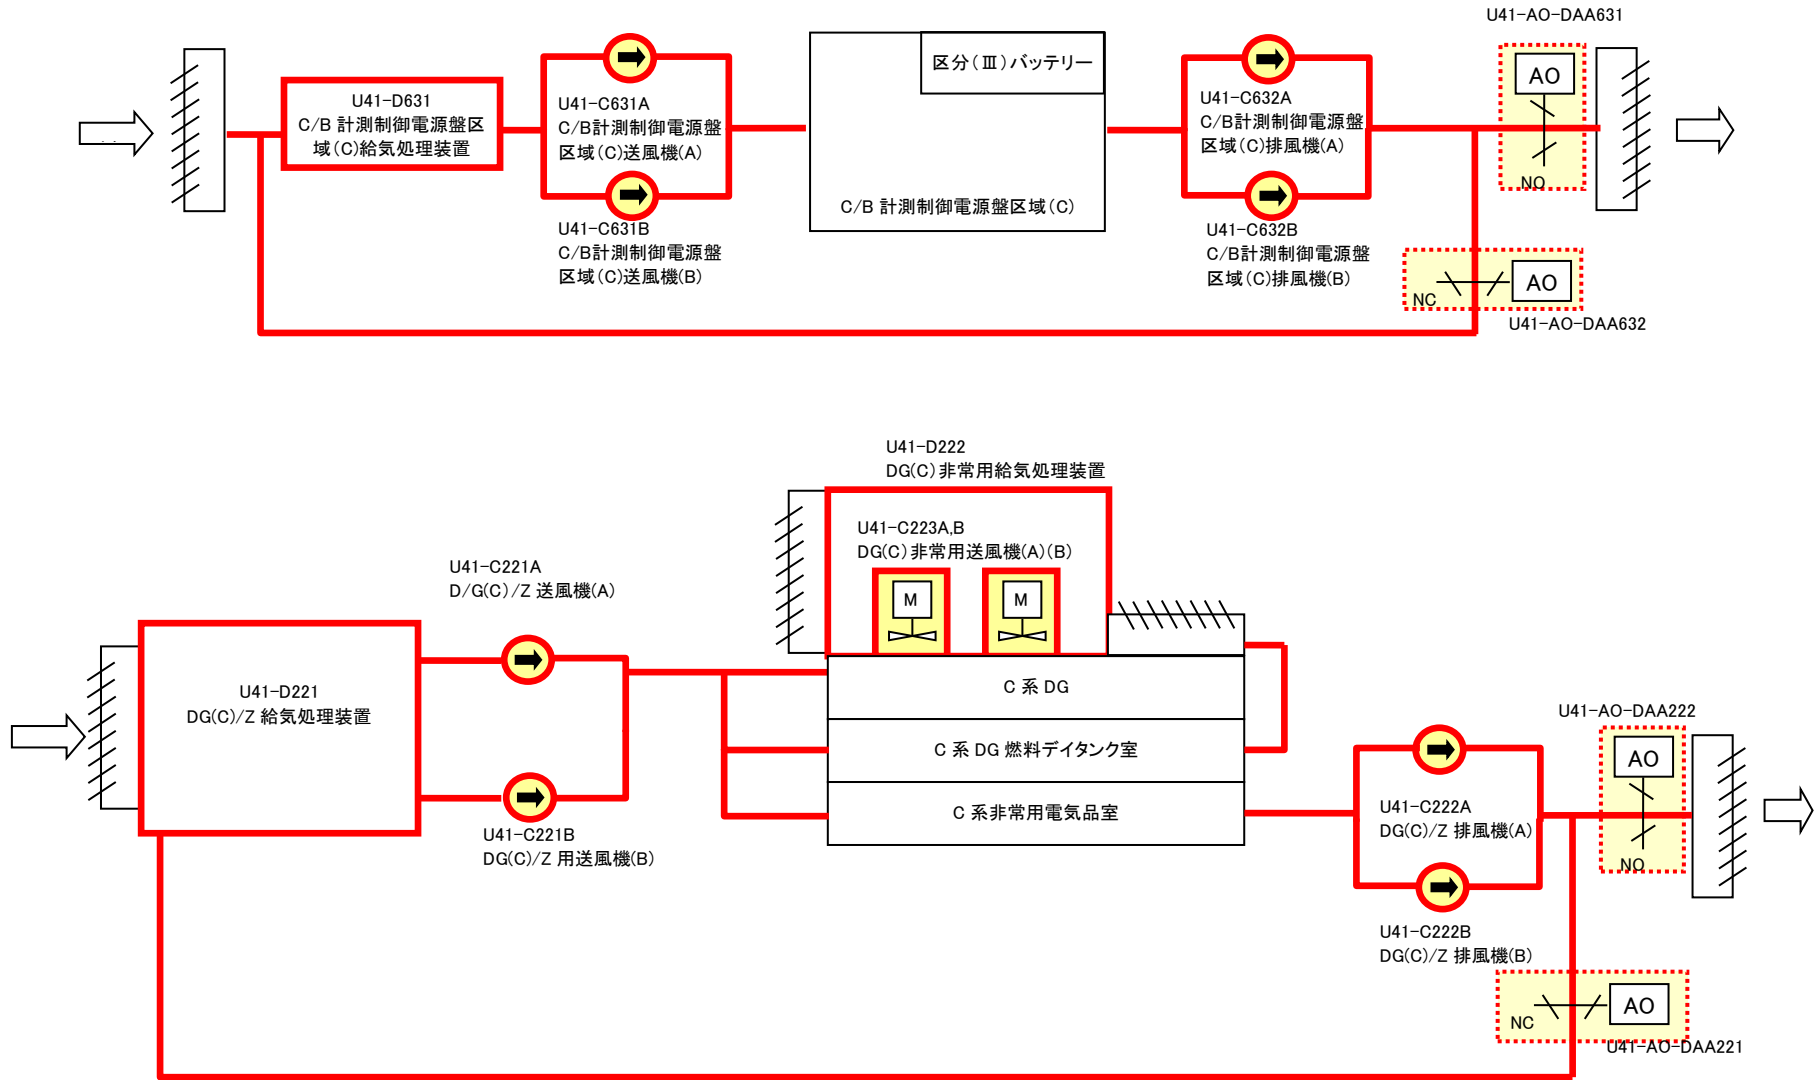 U41-AO-DAA631
AO
NO
U41-D631
C/B 計測制御電源盤区
域(C)給気処理装置
U41-C631A
C/B計測制御電源盤
区域(C)送風機(A)
U41-C631B
C/B計測制御電源盤
区域(C)送風機(B)
区分(Ⅲ)バッテリー
C/B 計測制御電源盤区域(C)
U41-C632A
C/B計測制御電源盤
区域(C)排風機(A)
U41-C632B
C/B計測制御電源盤
区域(C)排風機(B)
NC
AO
U41-AO-DAA632
U41-D222
DG(C)非常用給気処理装置
U41-C223A,B
DG(C)非常用送風機(A)(B)
M
M
U41-C221A
D/G(C)/Z 送風機(A)
U41-D221
DG(C)/Z 給気処理装置
U41-C221B
DG(C)/Z 用送風機(B)
C 系 DG
C 系 DG 燃料デイタンク室
C 系非常用電気品室
U41-AO-DAA222
AO
NO
U41-C222A
DG(C)/Z 排風機(A)
U41-C222B
DG(C)/Z 排風機(B)
NC
AO
U41-AO-DAA221